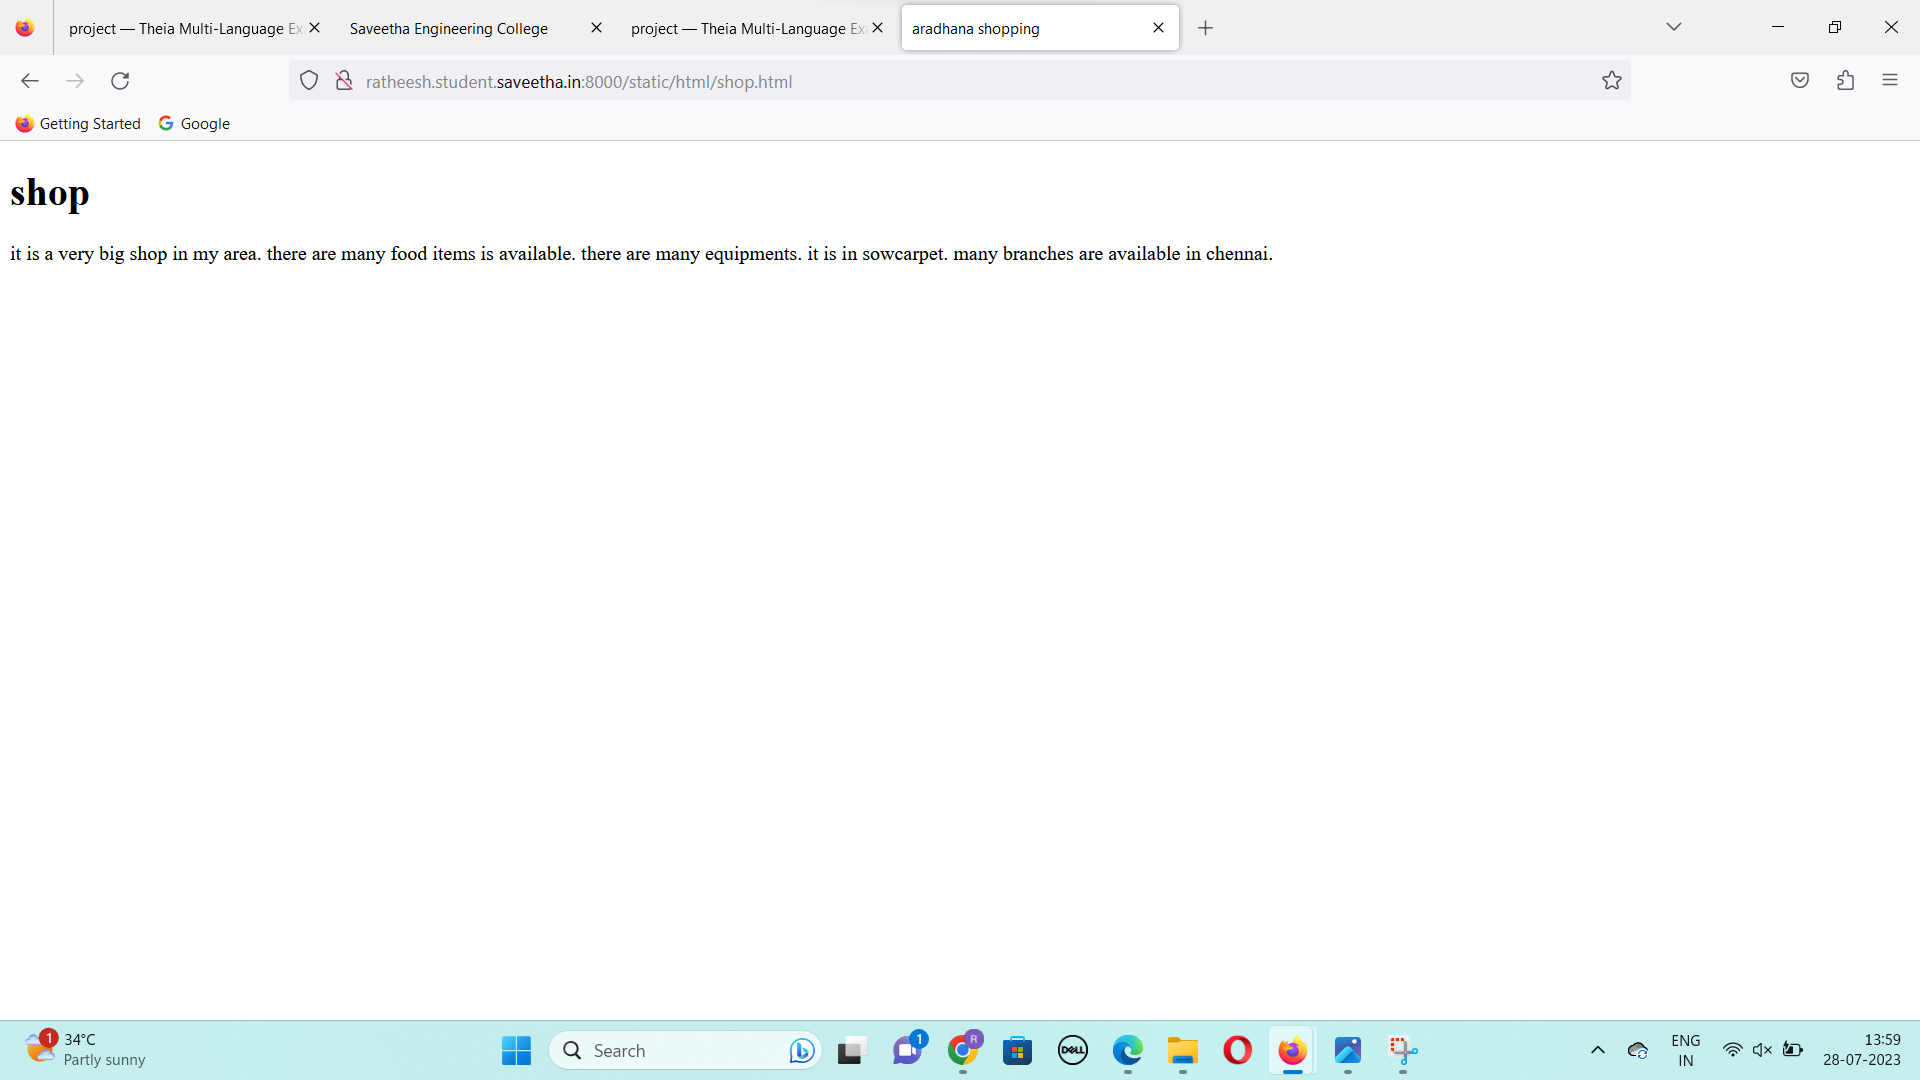 project — Theia Multi-Language Ex
Saveetha Engineering College
project — Theia Multi-Language Ex
aradhana shopping
ratheesh.student.saveetha.in:8000/static/html/shop.html
Getting Started
Google
shop
it is a very big shop in my area. there are many food items is available. there are many equipments. it is in sowcarpet. many branches are available in chennai.
1
34°C
Partly sunny
Search
1
R
DELL
ENG
IN
13:59
28-07-2023